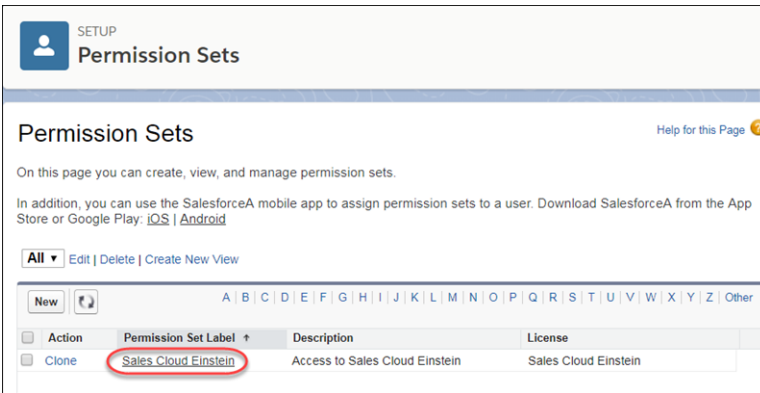 SETUP
Permission Sets
Permission Sets
Help for this Page ?
On this page you can create, view, and manage permission sets.
In addition, you can use the SalesforceA mobile app to assign permission sets to a user. Download SalesforceA from the App
Store or Google Play: iOS | Android
All ▼ Edit | Delete | Create New View
New A | B | C | D | E | F | G | H | I | J | K | L | M | N | O | P | Q | R | S | T | U | V | W | X | Y | Z | Other
Action Permission Set Label ↑ Description License
Clone Sales Cloud Einstein Access to Sales Cloud Einstein Sales Cloud Einstein